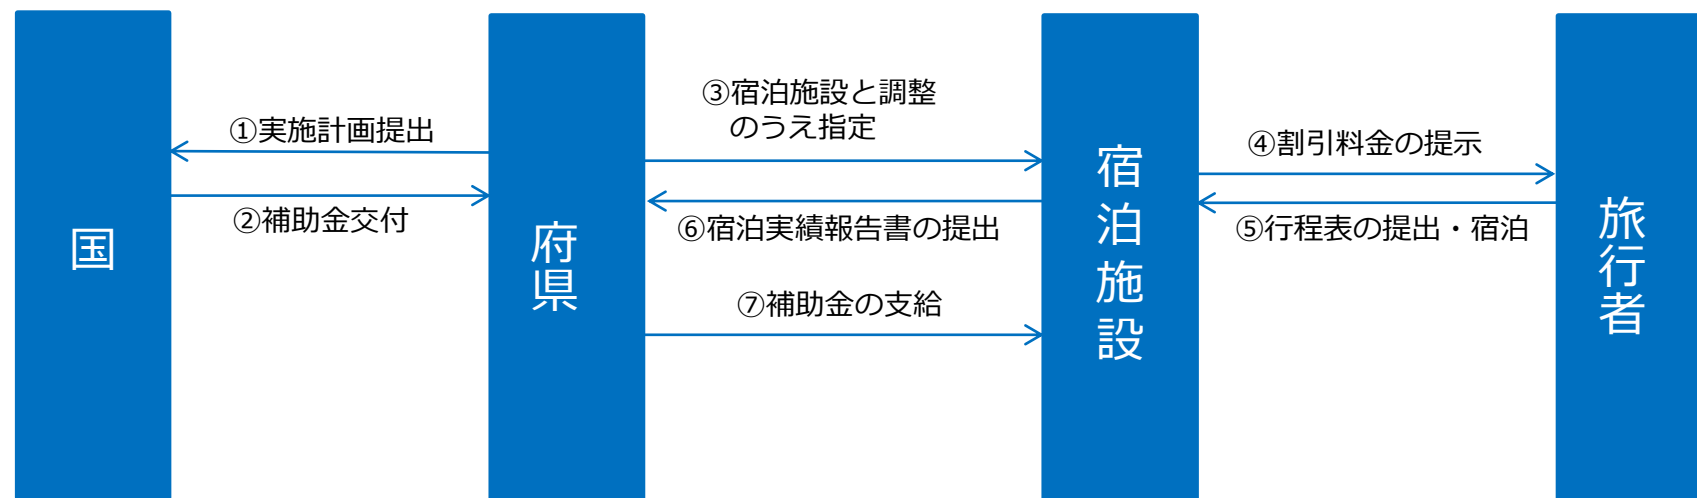 国
①実施計画提出
②補助金交付
府県
③宿泊施設と調整
のうえ指定
⑥宿泊実績報告書の提出
⑦補助金の支給
宿泊施設
④割引料金の提示
⑤行程表の提出・宿泊
旅行者